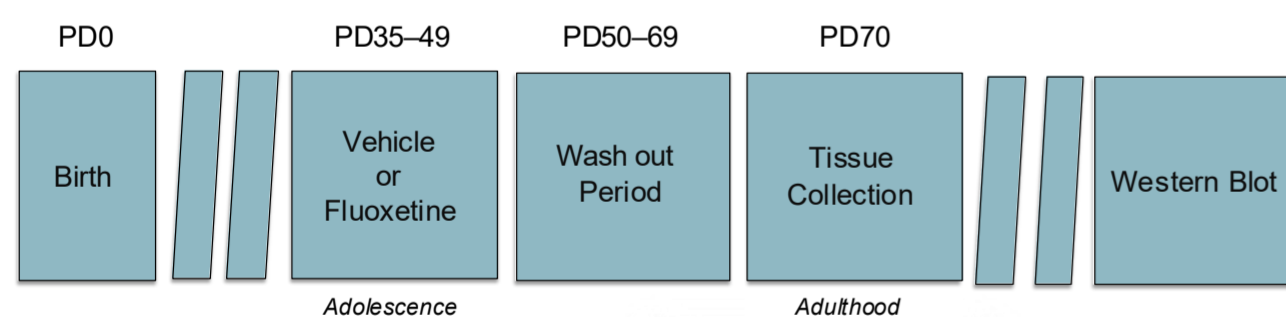 PD0
PD35–49
PD50–69
PD70
Birth
Vehicle
or
Fluoxetine
Wash out
Period
Tissue
Collection
Western Blot
Adolescence
Adulthood